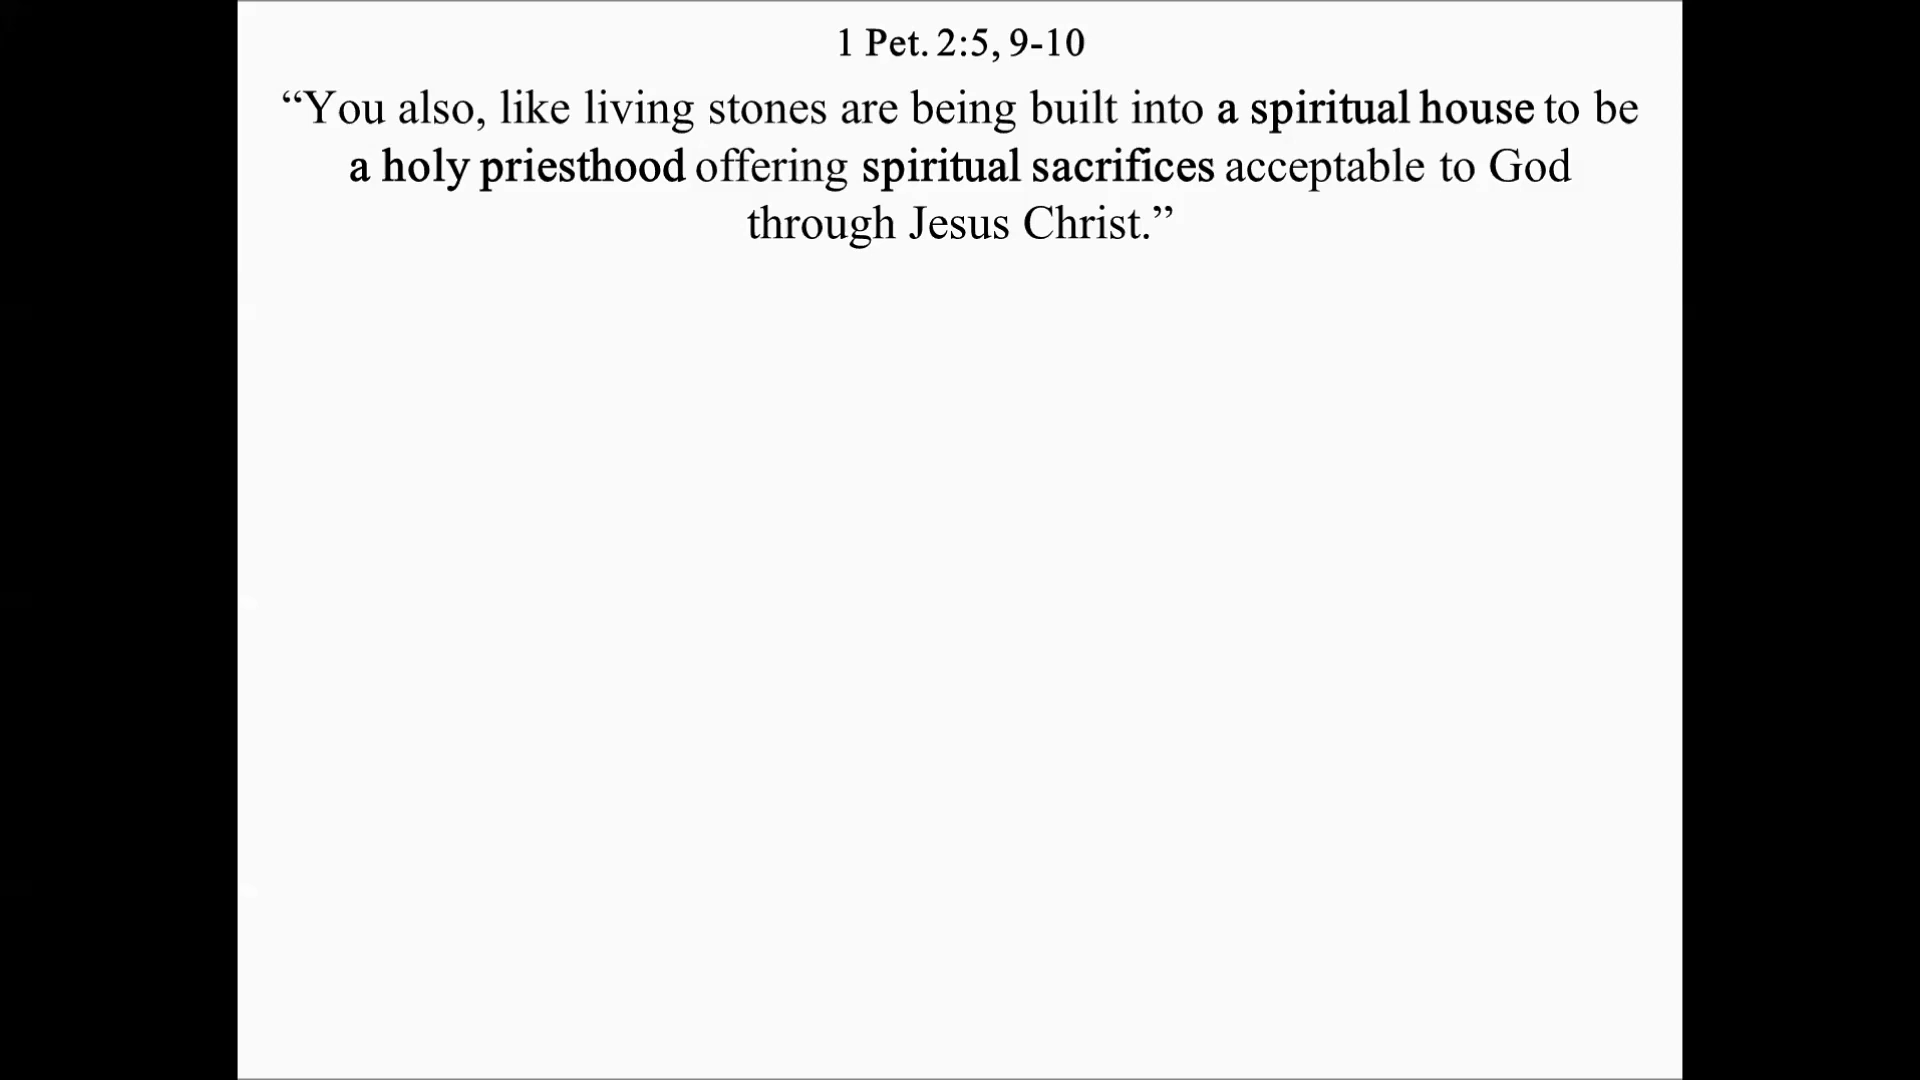 1 Pet. 2:5, 9-10
“You also, like living stones are being built into a spiritual house to be
a holy priesthood offering spiritual sacrifices acceptable to God
through Jesus Christ.”